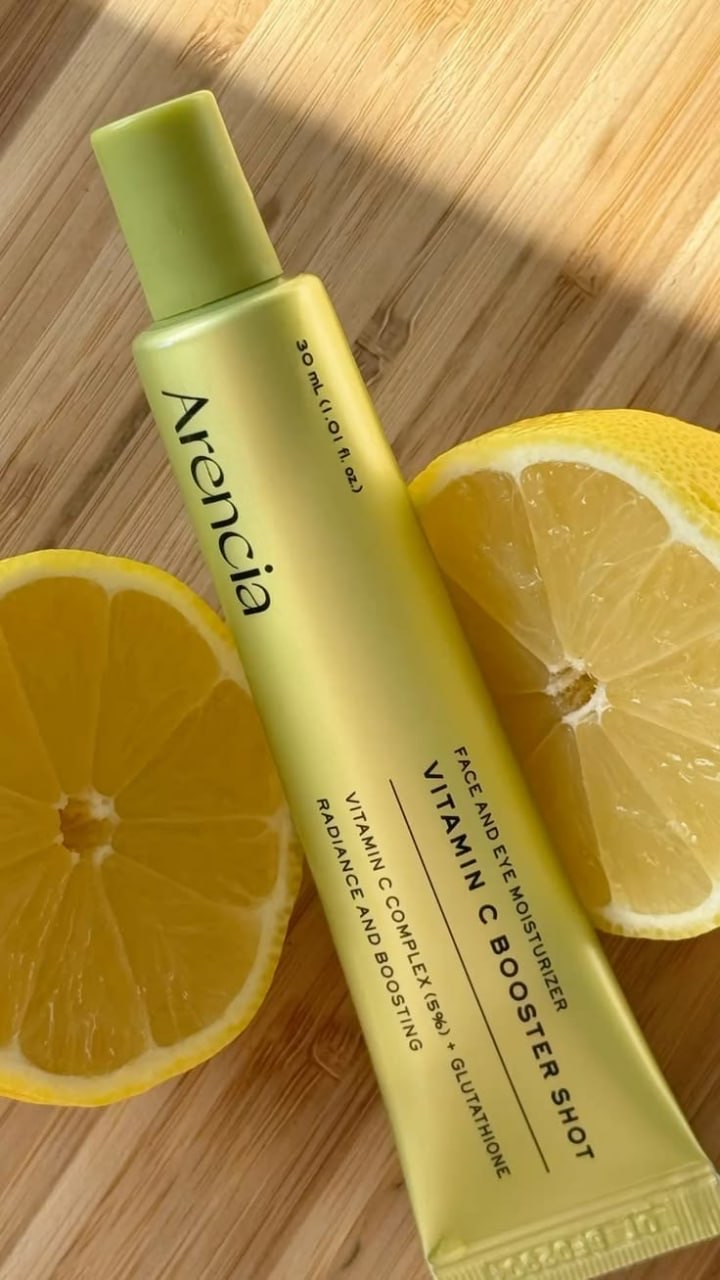 Arencia
30 mL (1.01 fl. oz.)
FACE AND EYE MOISTURIZER
VITAMIN C BOOSTER SHOT
VITAMIN C COMPLEX (5%) + GLUTATHIONE
RADIANCE AND BOOSTING